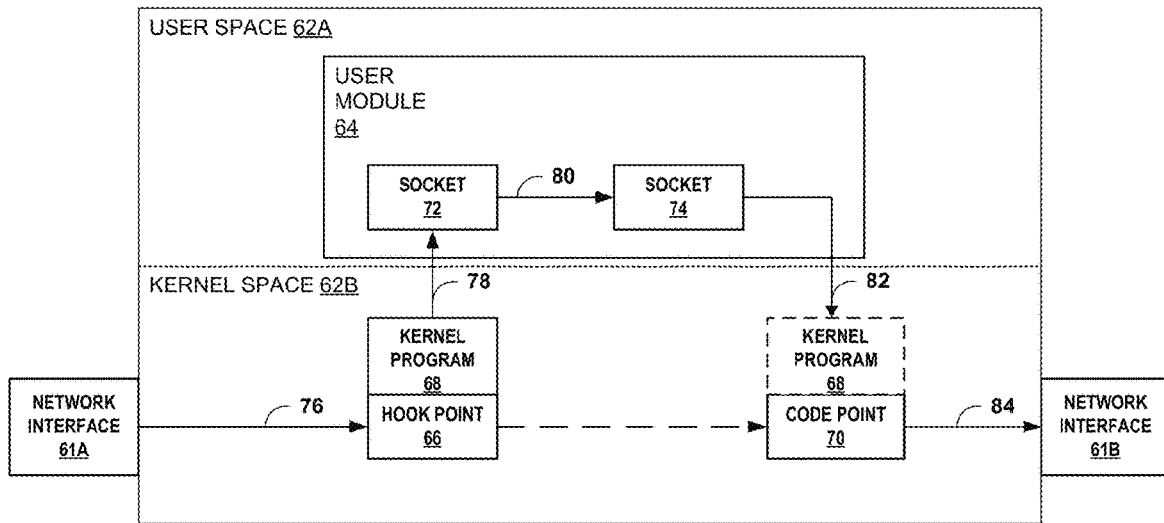 USER SPACE 62A
USER
MODULE
64
SOCKET
72
80
SOCKET
74
KERNEL SPACE 62B
78
82
KERNEL
PROGRAM
68
KERNEL
PROGRAM
68
NETWORK
INTERFACE
61A
76
HOOK POINT
66
CODE POINT
70
84
NETWORK
INTERFACE
61B